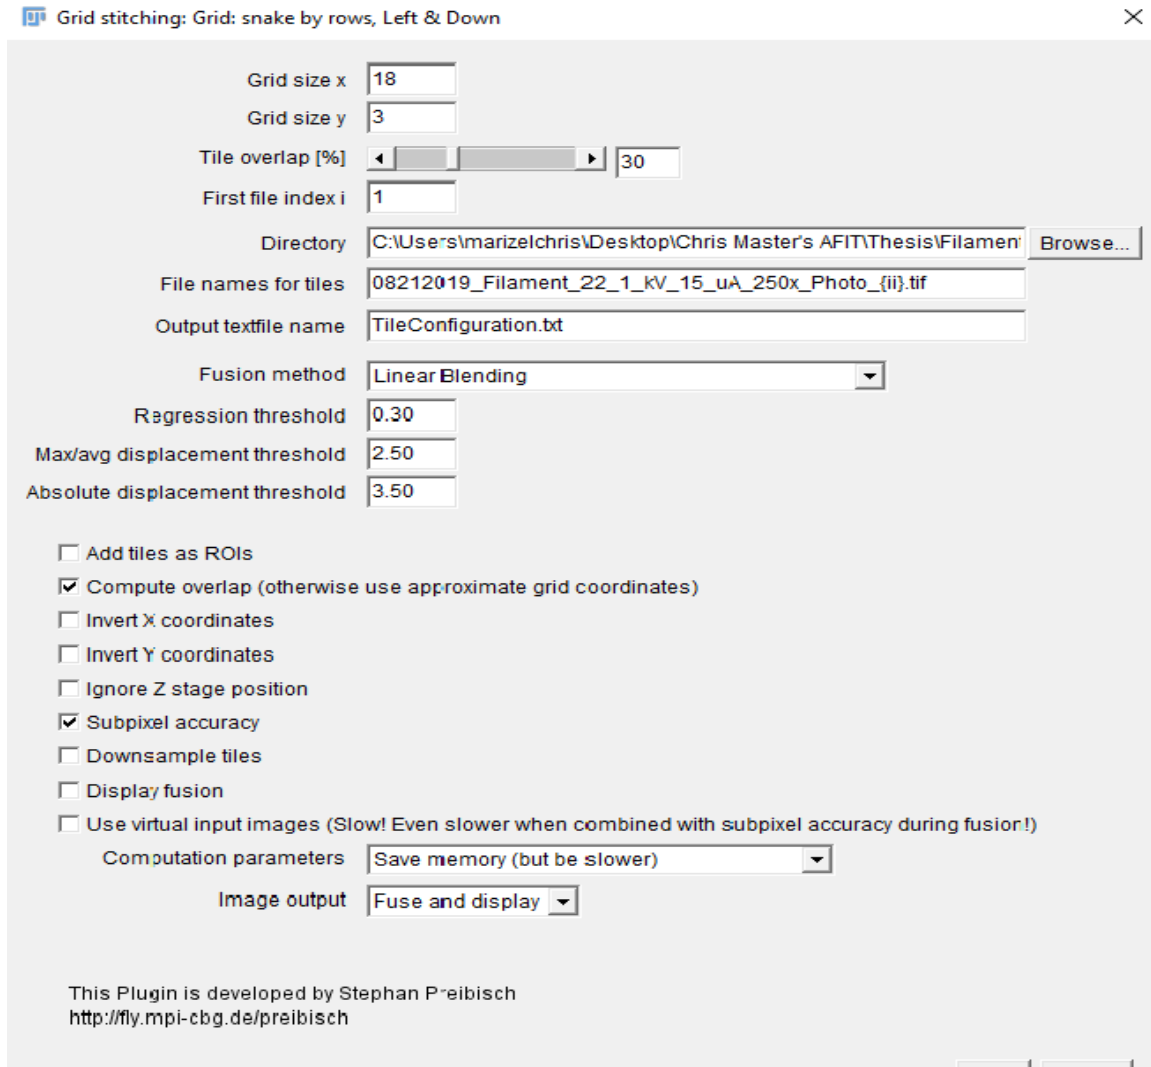 Grid stitching: Grid: snake by rows, Left & Down
Grid size x 18
Grid size y 3
Tile overlap [%] 30
First file index i 1
Directory C:\Users\marizelchris\Desktop\Chris Master's AFIT\Thesis\Filament Browse...
File names for tiles 08212019_Filament_22_1_kV_15_uA_250x_Photo_{ii}.tif
Output textfile name TileConfiguration.txt
Fusion method Linear Blending
Regression threshold 0.30
Max/avg displacement threshold 2.50
Absolute displacement threshold 3.50
Add tiles as ROIs
Compute overlap (otherwise use approximate grid coordinates)
Invert X coordinates
Invert Y coordinates
Ignore Z stage position
Subpixel accuracy
Downsample tiles
Display fusion
Use virtual input images (Slow! Even slower when combined with subpixel accuracy during fusion!)
Computation parameters Save memory (but be slower)
Image output Fuse and display
This Plugin is developed by Stephan Preibisch
http://fly.mpi-cbg.de/preibisch